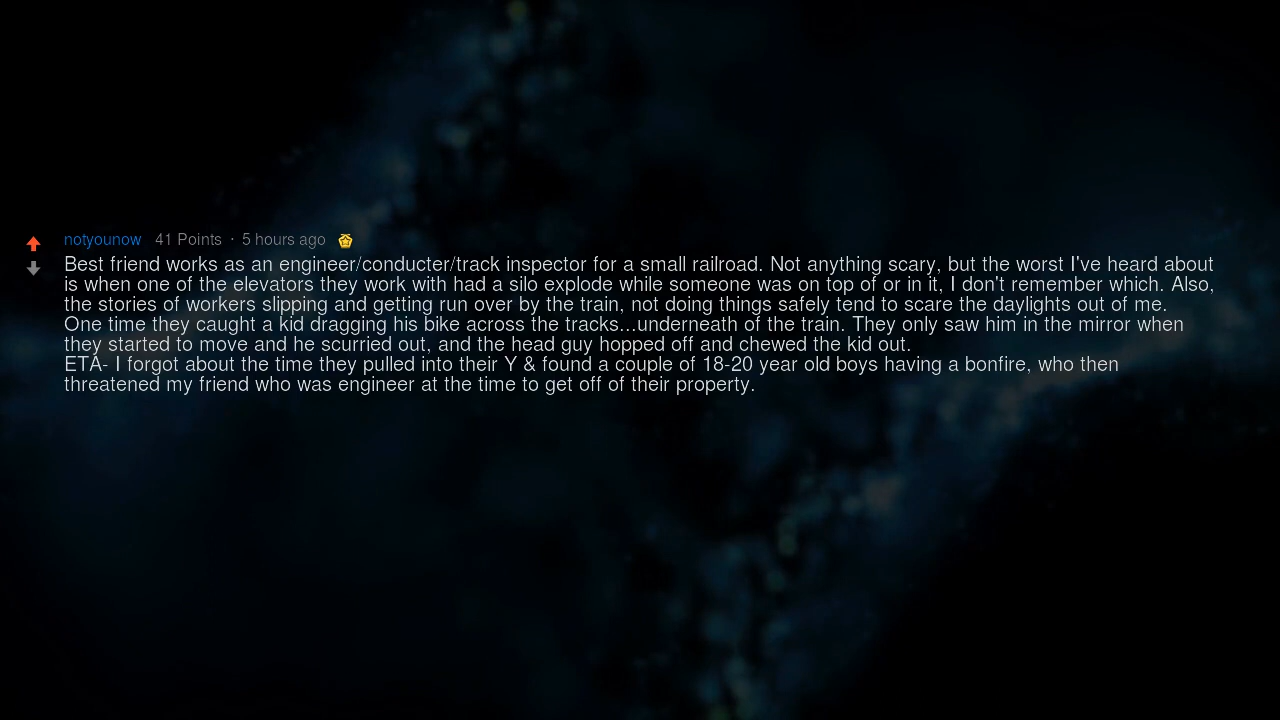 notyounow 41 Points · 5 hours ago
Best friend works as an engineer/conducter/track inspector for a small railroad. Not anything scary, but the worst I've heard about
is when one of the elevators they work with had a silo explode while someone was on top of or in it, I don't remember which. Also,
the stories of workers slipping and getting run over by the train, not doing things safely tend to scare the daylights out of me.
One time they caught a kid dragging his bike across the tracks...underneath of the train. They only saw him in the mirror when
they started to move and he scurried out, and the head guy hopped off and chewed the kid out.
ETA- I forgot about the time they pulled into their Y & found a couple of 18-20 year old boys having a bonfire, who then
threatened my friend who was engineer at the time to get off of their property.